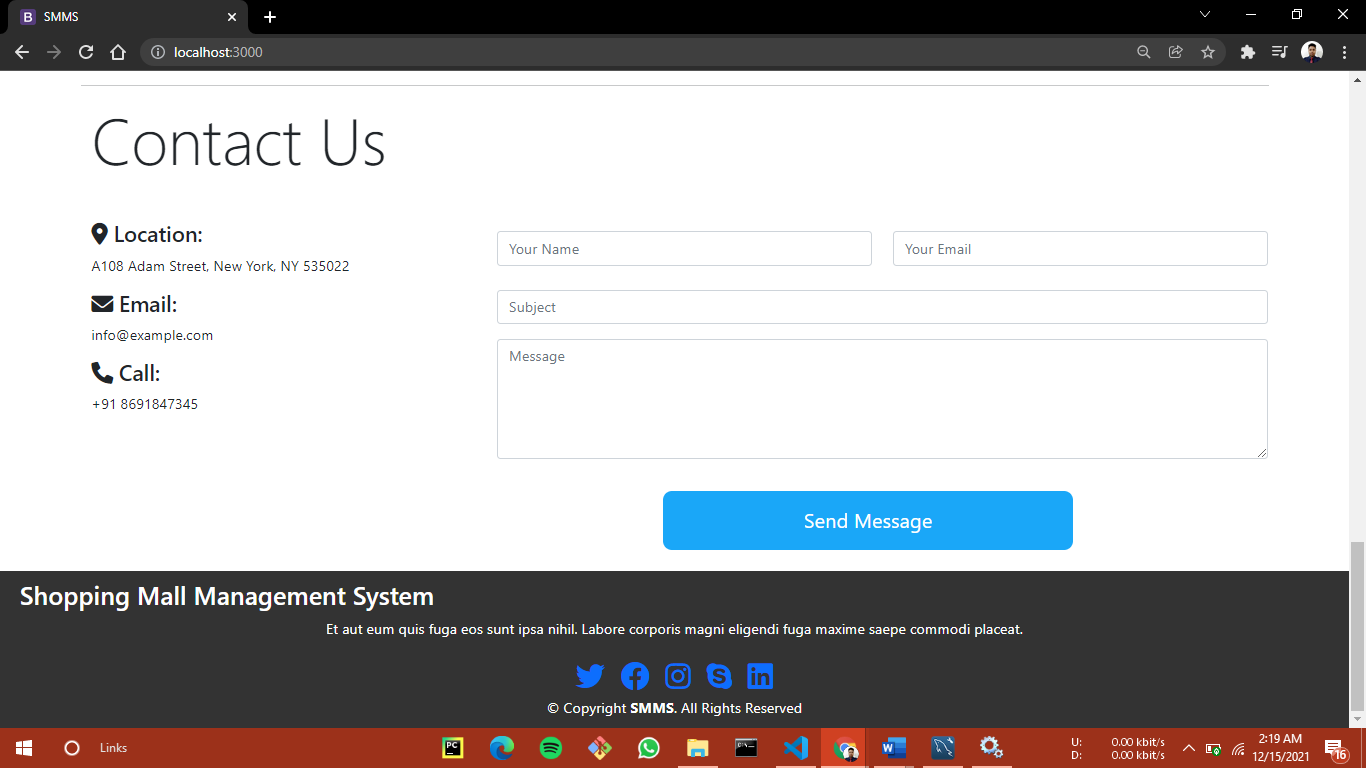 SMMS
localhost:3000
Contact Us
Location:
A108 Adam Street, New York, NY 535022
Email:
info@example.com
Call:
+91 8691847345
Your Name
Your Email
Subject
Message
Send Message
Shopping Mall Management System
Et aut eum quis fuga eos sunt ipsa nihil. Labore corporis magni eligendi fuga maxime saepe commodi placeat.
© Copyright SMMS. All Rights Reserved
Links
U: 0.00 kbit/s
D: 0.00 kbit/s
2:19 AM
12/15/2021
16